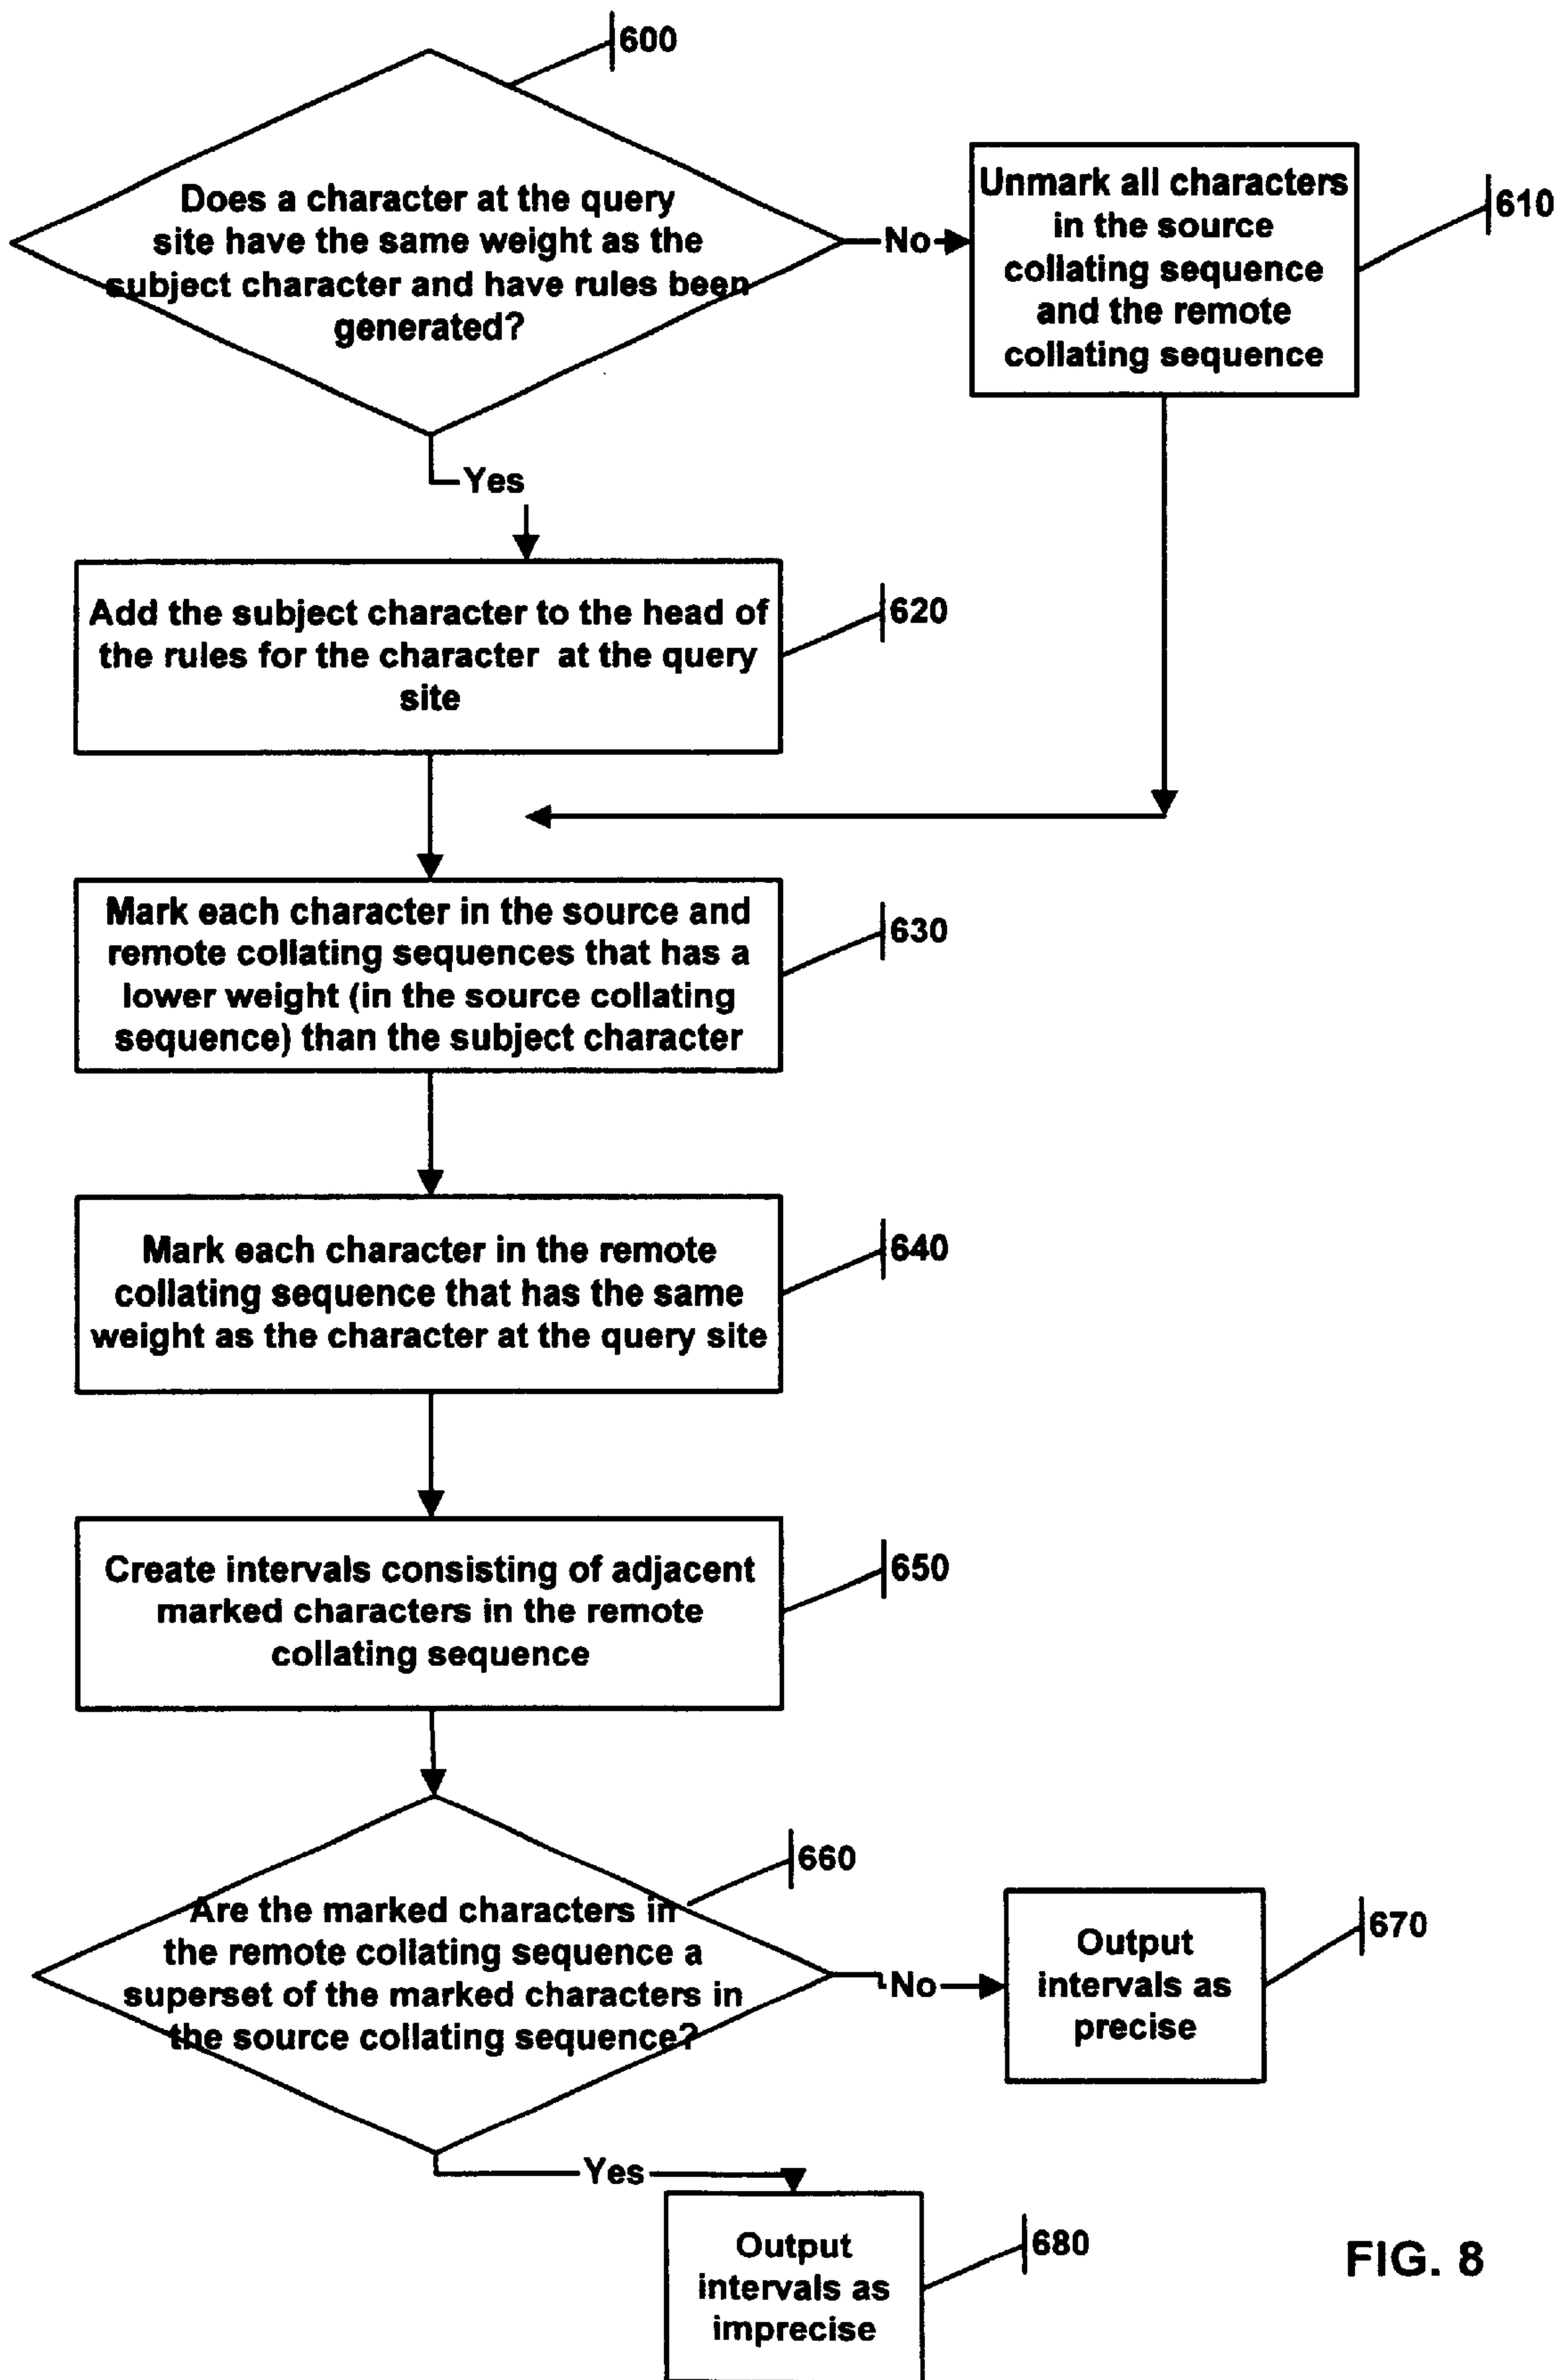 600
Does a character at the query
site have the same weight as the
subject character and have rules been
generated?
No
Unmark all characters
in the source
collating sequence
and the remote
collating sequence
610
Yes
Add the subject character to the head of
the rules for the character at the query
site
620
Mark each character in the source and
remote collating sequences that has a
lower weight (in the source collating
sequence) than the subject character
630
Mark each character in the remote
collating sequence that has the same
weight as the character at the query site
640
Create intervals consisting of adjacent
marked characters in the remote
collating sequence
650
Are the marked characters in
the remote collating sequence a
superset of the marked characters in
the source collating sequence?
660
No
Output
intervals as
precise
670
Yes
Output
intervals as
imprecise
680
FIG. 8